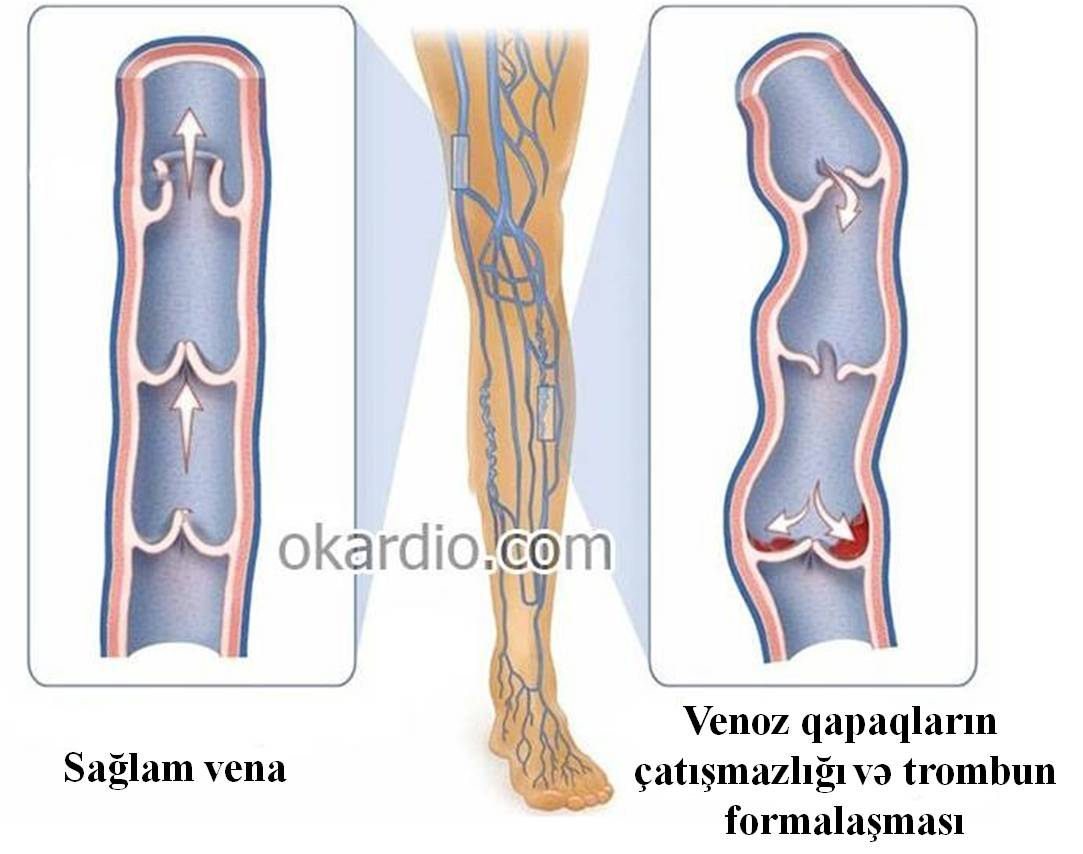 okardio.com
Sağlam vena
Venoz qapaqların
çatışmazlığı və trombun
formalaşması